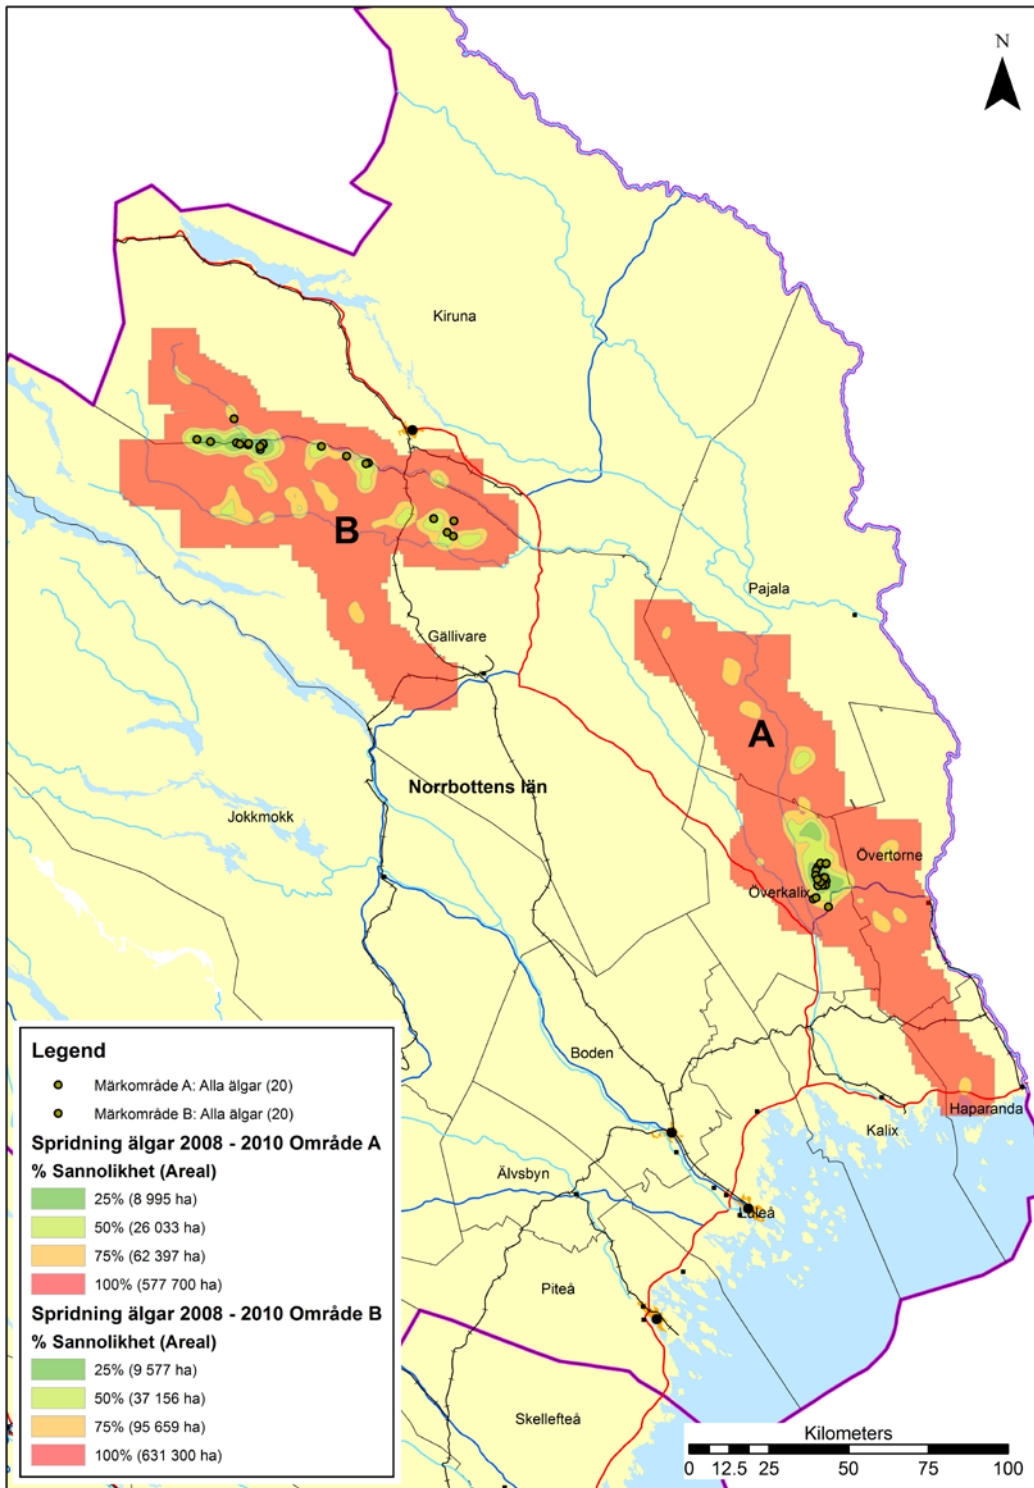 N
Kiruna
B
Pajala
Gällivare
A
Norrbottens län
Jokkmokk
Övertorne
Överkalix
Boden
Haparanda
Kalix
Älvsbyn
Luleå
Piteå
Skellefteå
Legend
Märkområde A: Alla älgar (20)
Märkområde B: Alla älgar (20)
Spridning älgar 2008 - 2010 Område A
% Sannolikhet (Areal)
25% (8 995 ha)
50% (26 033 ha)
75% (62 397 ha)
100% (577 700 ha)
Spridning älgar 2008 - 2010 Område B
% Sannolikhet (Areal)
25% (9 577 ha)
50% (37 156 ha)
75% (95 659 ha)
100% (631 300 ha)
Kilometers
0 12.5 25 50 75 100